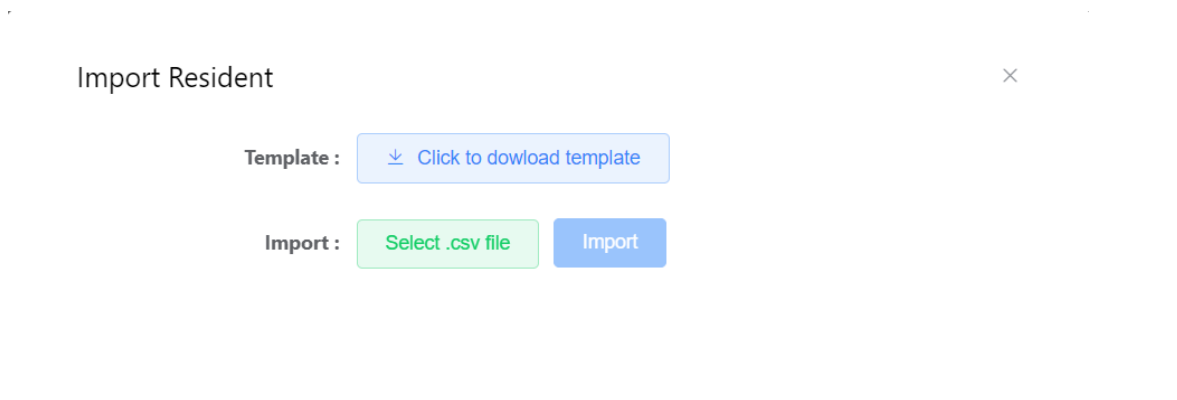 Import Resident
Template : Click to dowload template
Import : Select .csv file Import